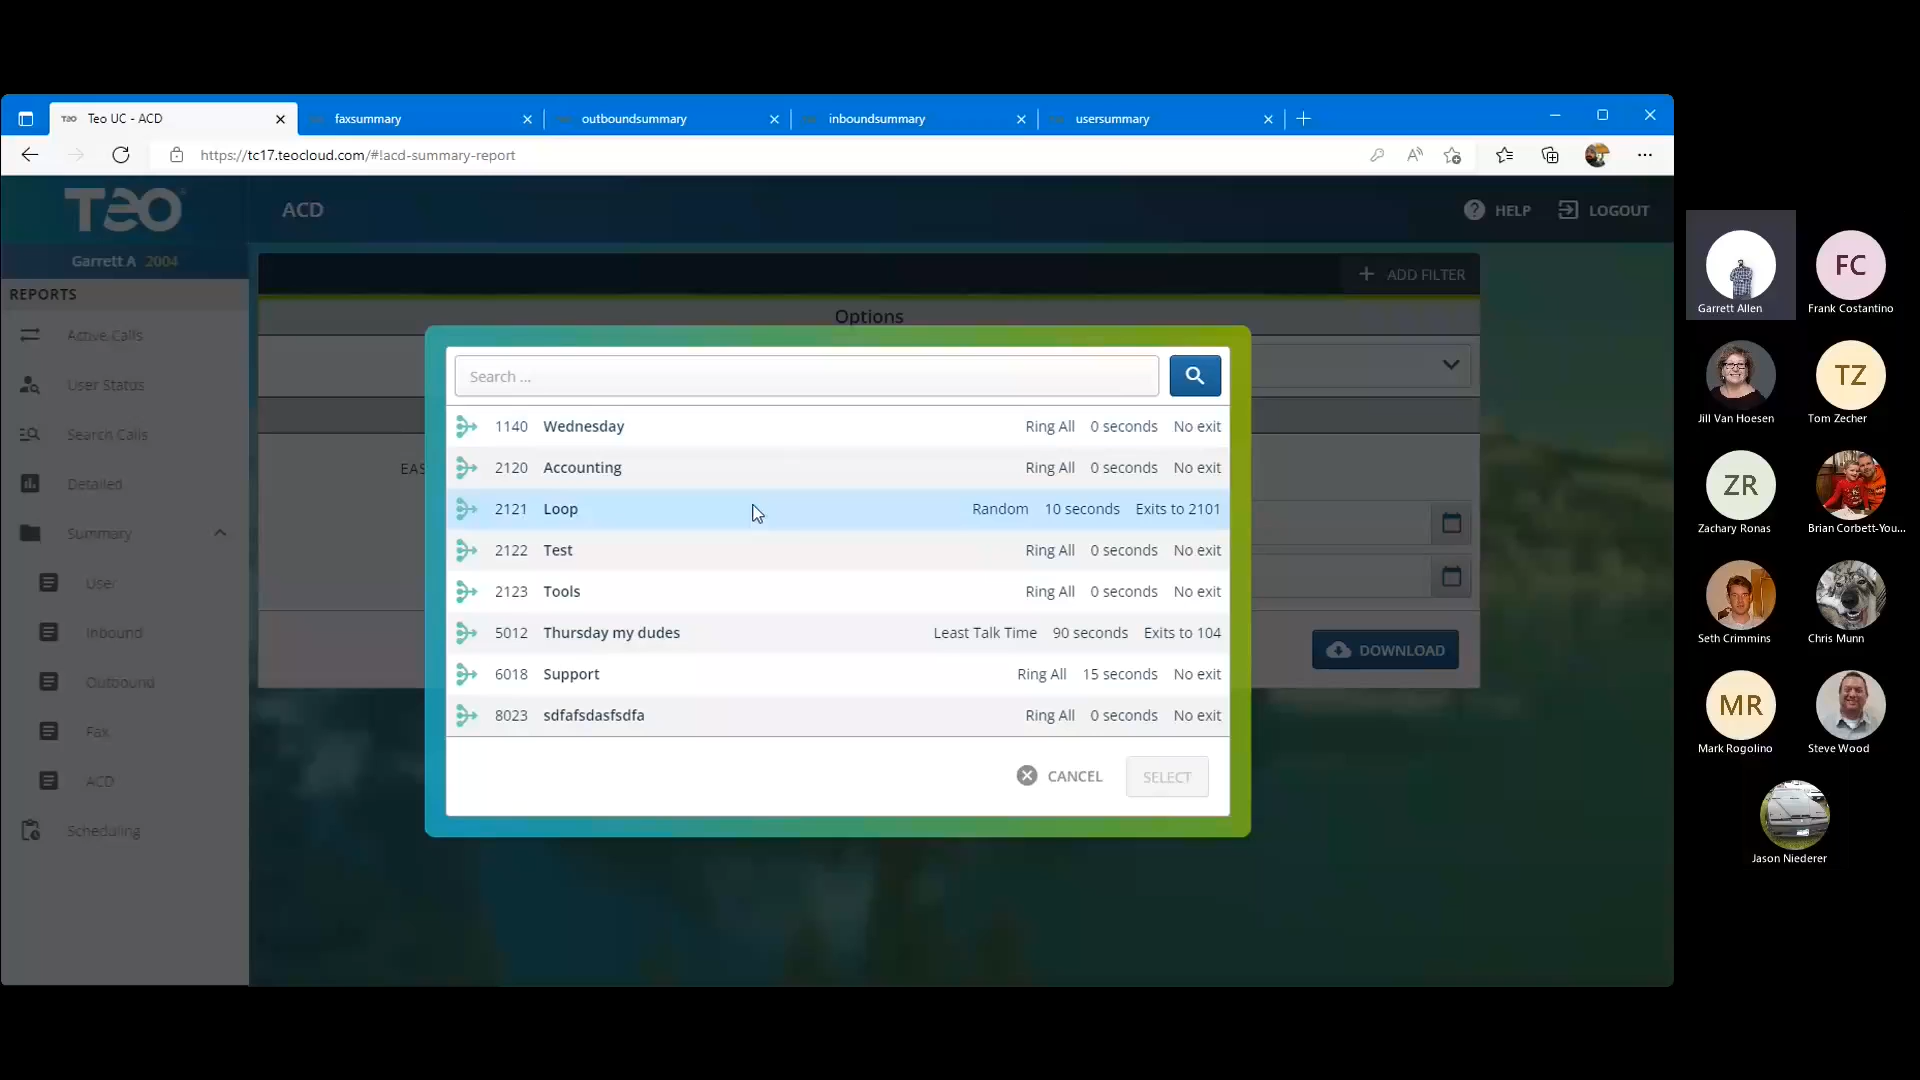 Teo Teo UC - ACD
faxsummary
outboundsummary
inboundsummary
usersummary
https://tc17.teocloud.com/#!acd-summary-report
Teo
ACD
HELP
LOGOUT
Garrett A 2004
REPORTS
Active Calls
User Status
Search Calls
Detailed
Summary
User
Inbound
Outbound
Fax
ACD
Scheduling
ADD FILTER
Options
EAS
DOWNLOAD
Search ...
1140 Wednesday Ring All 0 seconds No exit
2120 Accounting Ring All 0 seconds No exit
2121 Loop Random 10 seconds Exits to 2101
2122 Test Ring All 0 seconds No exit
2123 Tools Ring All 0 seconds No exit
5012 Thursday my dudes Least Talk Time 90 seconds Exits to 104
6018 Support Ring All 15 seconds No exit
8023 sdfafsdasfsdfa Ring All 0 seconds No exit
CANCEL
SELECT
Garrett Allen
FC
Frank Costantino
Jill Van Hoesen
TZ
Tom Zecher
ZR
Zachary Ronas
Brian Corbett-You...
Seth Crimmins
Chris Munn
MR
Mark Rogolino
Steve Wood
Jason Niederer